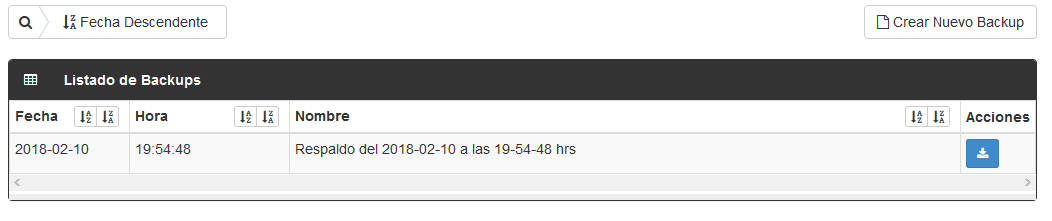 Fecha Descendente
Crear Nuevo Backup
Listado de Backups
Fecha Hora Nombre Acciones
2018-02-10 19:54:48 Respaldo del 2018-02-10 a las 19-54-48 hrs